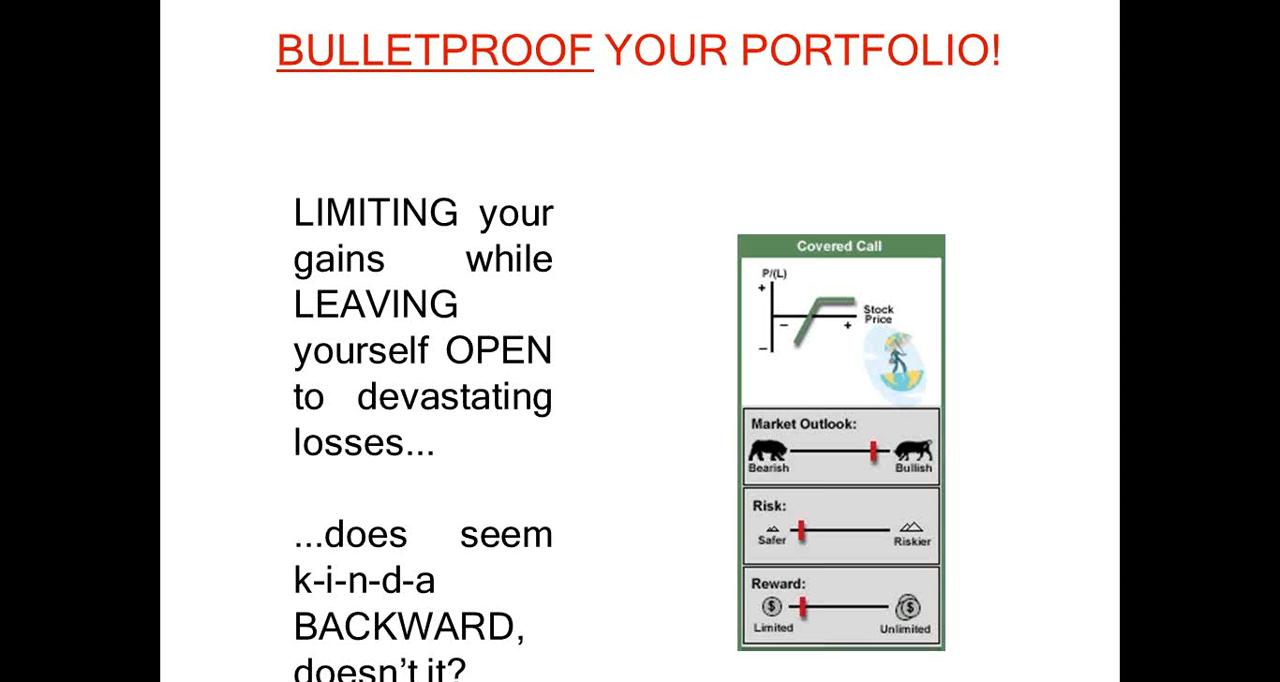 BULLETPROOF YOUR PORTFOLIO!
LIMITING your
gains while
LEAVING
yourself OPEN
to devastating
losses...
...does seem
k-i-n-d-a
BACKWARD,
doesn’t it?
Covered Call
P/(L)
+
Stock
Price
– +
–
Market Outlook:
Bearish Bullish
Risk:
Safer Riskier
Reward:
$ $
Limited Unlimited